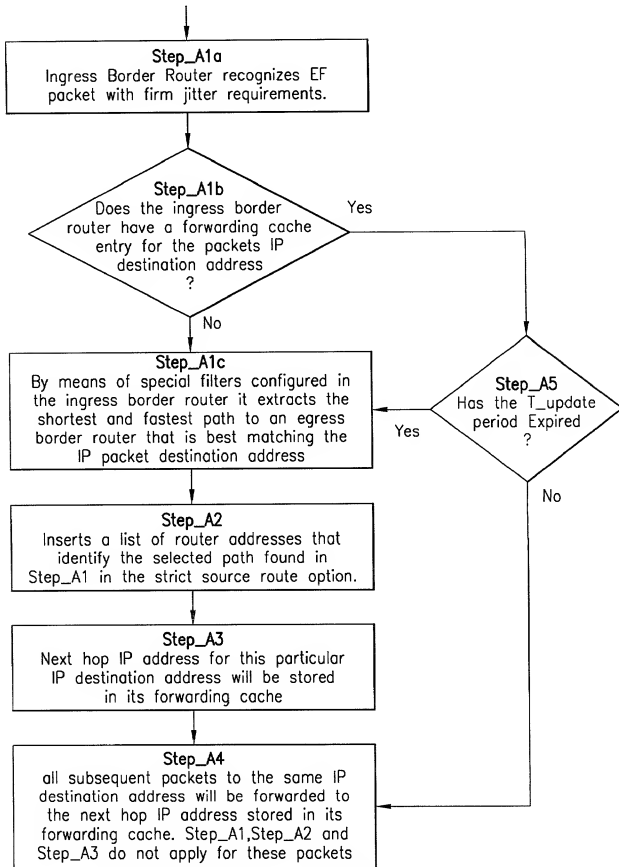 Step_A1a
Ingress Border Router recognizes EF
packet with firm jitter requirements.
Step_A1b
Does the ingress border
router have a forwarding cache
entry for the packets IP
destination address
?
Yes
No
Step_A1c
By means of special filters configured in
the ingress border router it extracts the
shortest and fastest path to an egress
border router that is best matching the
IP packet destination address
Step_A5
Has the T_update
period Expired
?
Yes
No
Step_A2
Inserts a list of router addresses that
identify the selected path found in
Step_A1 in the strict source route option.
Step_A3
Next hop IP address for this particular
IP destination address will be stored
in its forwarding cache
Step_A4
all subsequent packets to the same IP
destination address will be forwarded to
the next hop IP address stored in its
forwarding cache. Step_A1,Step_A2 and
Step_A3 do not apply for these packets